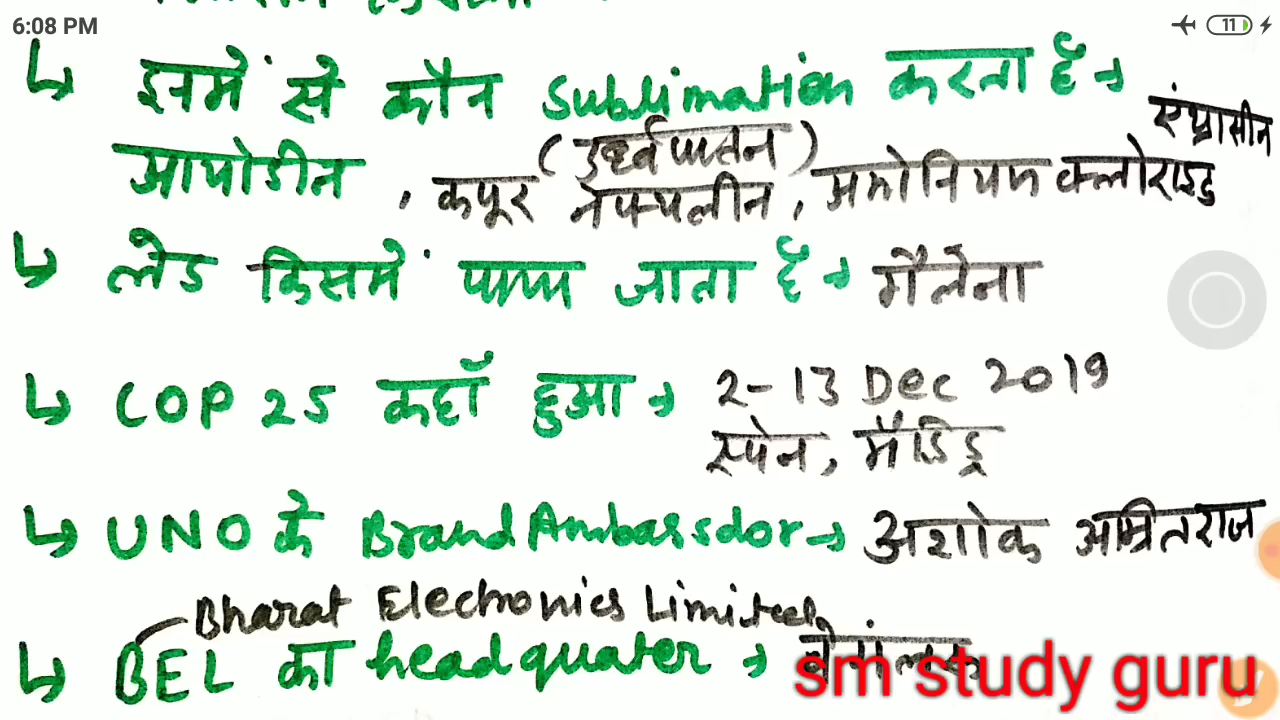 6:08 PM 11
↳ इनमें से कौन Sublimation करता है →
(उर्ध्वपातन) एंथ्रासीन
आयोडीन , कपूर नेफ्थलीन , अमोनियम क्लोराइड
↳ लेड किसमें पाया जाता है → गैलेना
↳ COP 25 कहाँ हुआ → 2-13 Dec 2019
स्पेन, मैड्रिड
↳ UNO के Brand Ambassdor → अशोक अम्रितराज
Bharat Electronics Limited
↳ BEL का headquater →
sm study guru